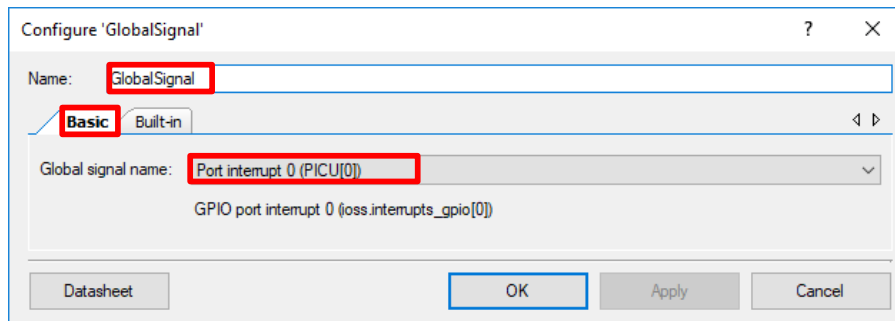 Configure 'GlobalSignal'
?
Name: GlobalSignal
Basic Built-in
Global signal name: Port interrupt 0 (PICU[0])
GPIO port interrupt 0 (ioss.interrupts_gpio[0])
Datasheet OK Apply Cancel